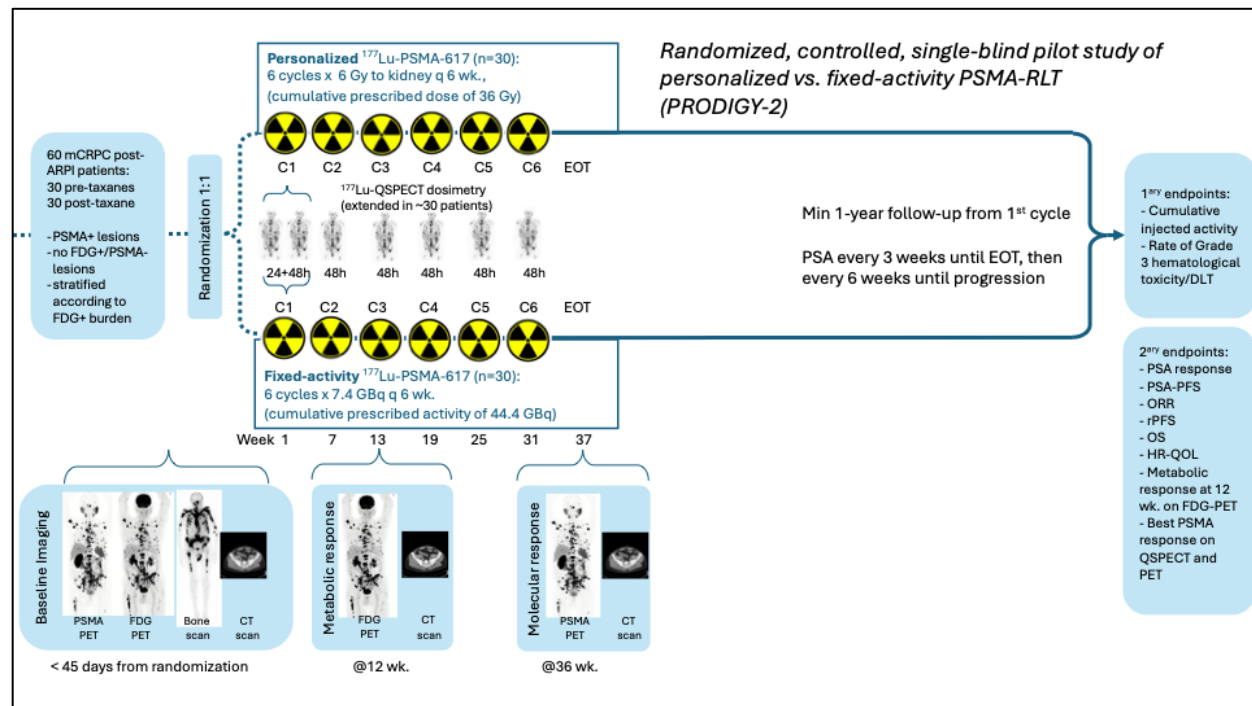 Randomized, controlled, single-blind pilot study of
personalized vs. fixed-activity PSMA-RLT
(PRODIGY-2)
60 mCRPC post-
ARPI patients:
30 pre-taxanes
30 post-taxane
- PSMA+ lesions
- no FDG+/PSMA-
lesions
- stratified
according to
FDG+ burden
Randomization 1:1
Personalized ¹⁷⁷Lu-PSMA-617 (n=30):
6 cycles x 6 Gy to kidney q 6 wk.,
(cumulative prescribed dose of 36 Gy)
C1 C2 C3 C4 C5 C6 EOT
¹⁷⁷Lu-QSPECT dosimetry
(extended in ~30 patients)
24+48h 48h 48h 48h 48h 48h
C1 C2 C3 C4 C5 C6 EOT
Fixed-activity ¹⁷⁷Lu-PSMA-617 (n=30):
6 cycles x 7.4 GBq q 6 wk.
(cumulative prescribed activity of 44.4 GBq)
Week 1 7 13 19 25 31 37
Min 1-year follow-up from 1ˢᵗ cycle
PSA every 3 weeks until EOT, then
every 6 weeks until progression
1ᵃʳʸ endpoints:
- Cumulative
injected activity
- Rate of Grade
3 hematological
toxicity/DLT
2ᵃʳʸ endpoints:
- PSA response
- PSA-PFS
- ORR
- rPFS
- OS
- HR-QOL
- Metabolic
response at 12
wk. on FDG-PET
- Best PSMA
response on
QSPECT and
PET
Baseline Imaging
PSMA PET
FDG PET
Bone scan
CT scan
< 45 days from randomization
Metabolic response
FDG PET
CT scan
@12 wk.
Molecular response
PSMA PET
CT scan
@36 wk.